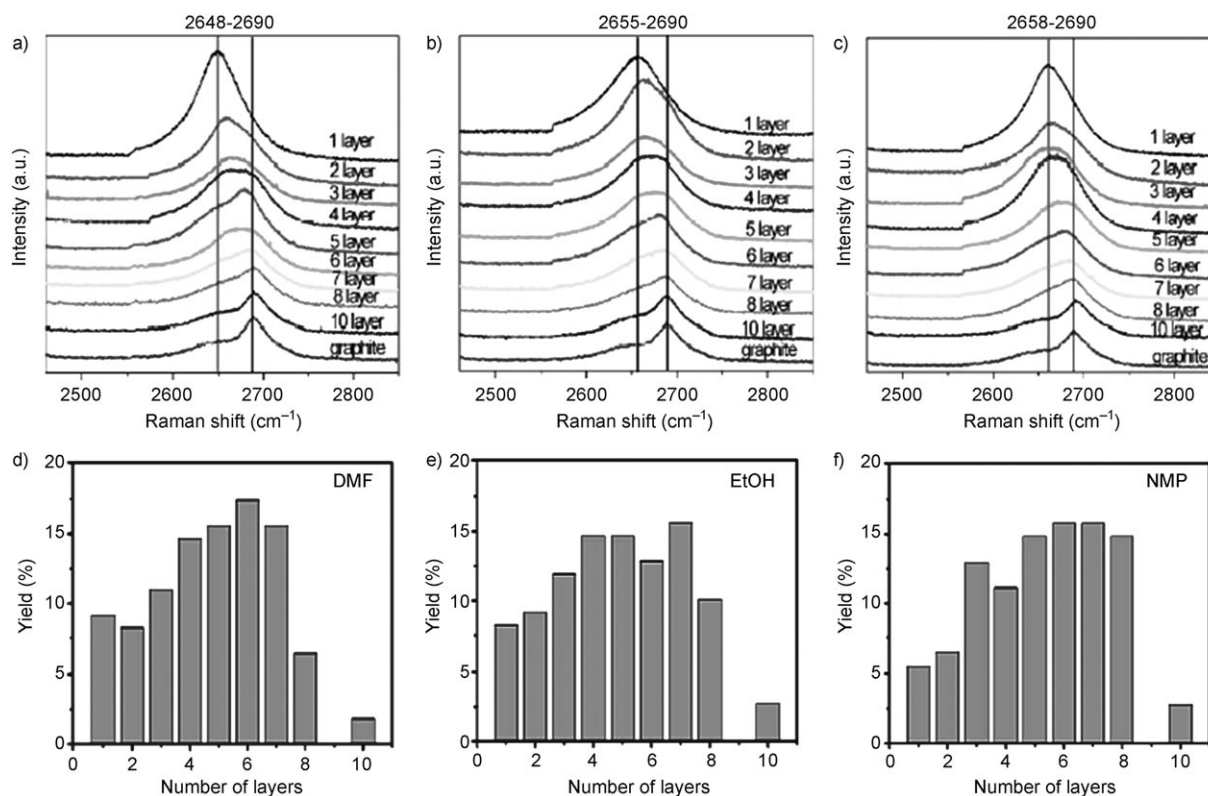 2648-2690
a)
Intensity (a.u.)
1 layer
2 layer
3 layer
4 layer
5 layer
6 layer
7 layer
8 layer
10 layer
graphite
2500 2600 2700 2800
Raman shift (cm–1)
2655-2690
b)
Intensity (a.u.)
1 layer
2 layer
3 layer
4 layer
5 layer
6 layer
7 layer
8 layer
10 layer
graphite
2500 2600 2700 2800
Raman shift (cm–1)
2658-2690
c)
Intensity (a.u.)
1 layer
2 layer
3 layer
4 layer
5 layer
6 layer
7 layer
8 layer
10 layer
graphite
2500 2600 2700 2800
Raman shift (cm–1)
d)
DMF
Yield (%)
20
15
10
5
0
0 2 4 6 8 10
Number of layers
e)
EtOH
Yield (%)
20
15
10
5
0
0 2 4 6 8 10
Number of layers
f)
NMP
Yield (%)
20
15
10
5
0
0 2 4 6 8 10
Number of layers